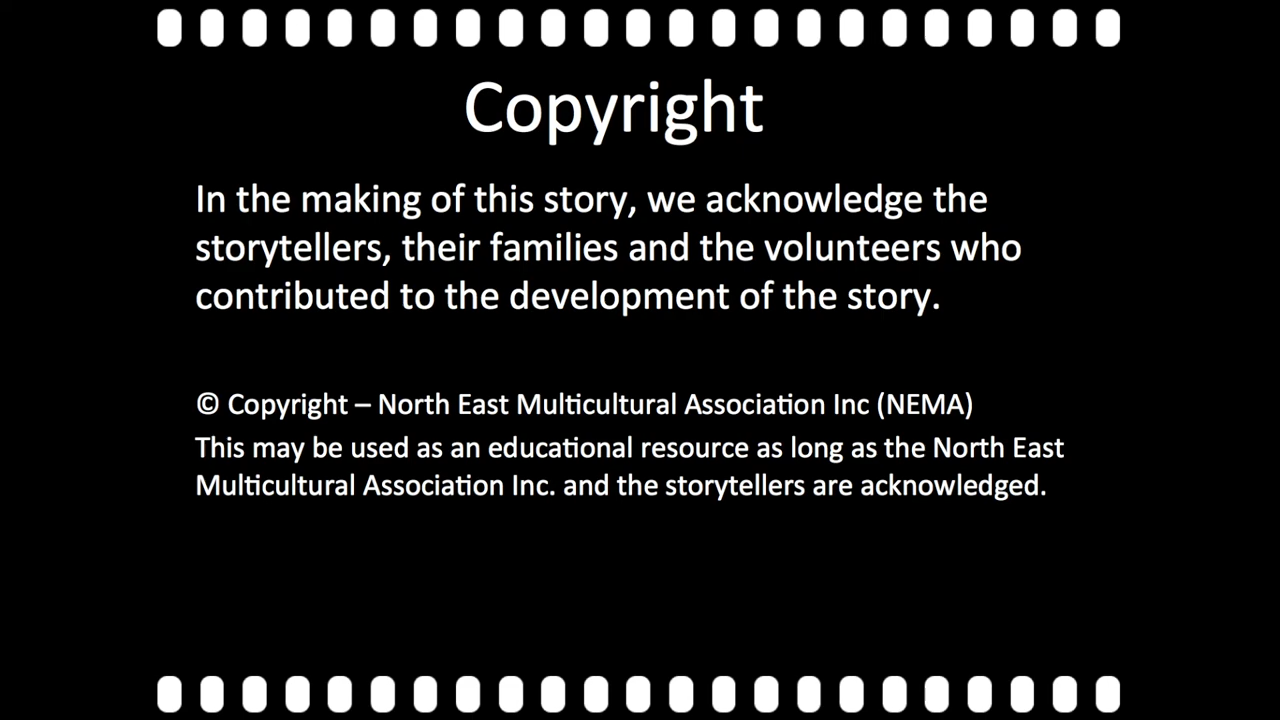 Copyright
In the making of this story, we acknowledge the
storytellers, their families and the volunteers who
contributed to the development of the story.
© Copyright – North East Multicultural Association Inc (NEMA)
This may be used as an educational resource as long as the North East
Multicultural Association Inc. and the storytellers are acknowledged.